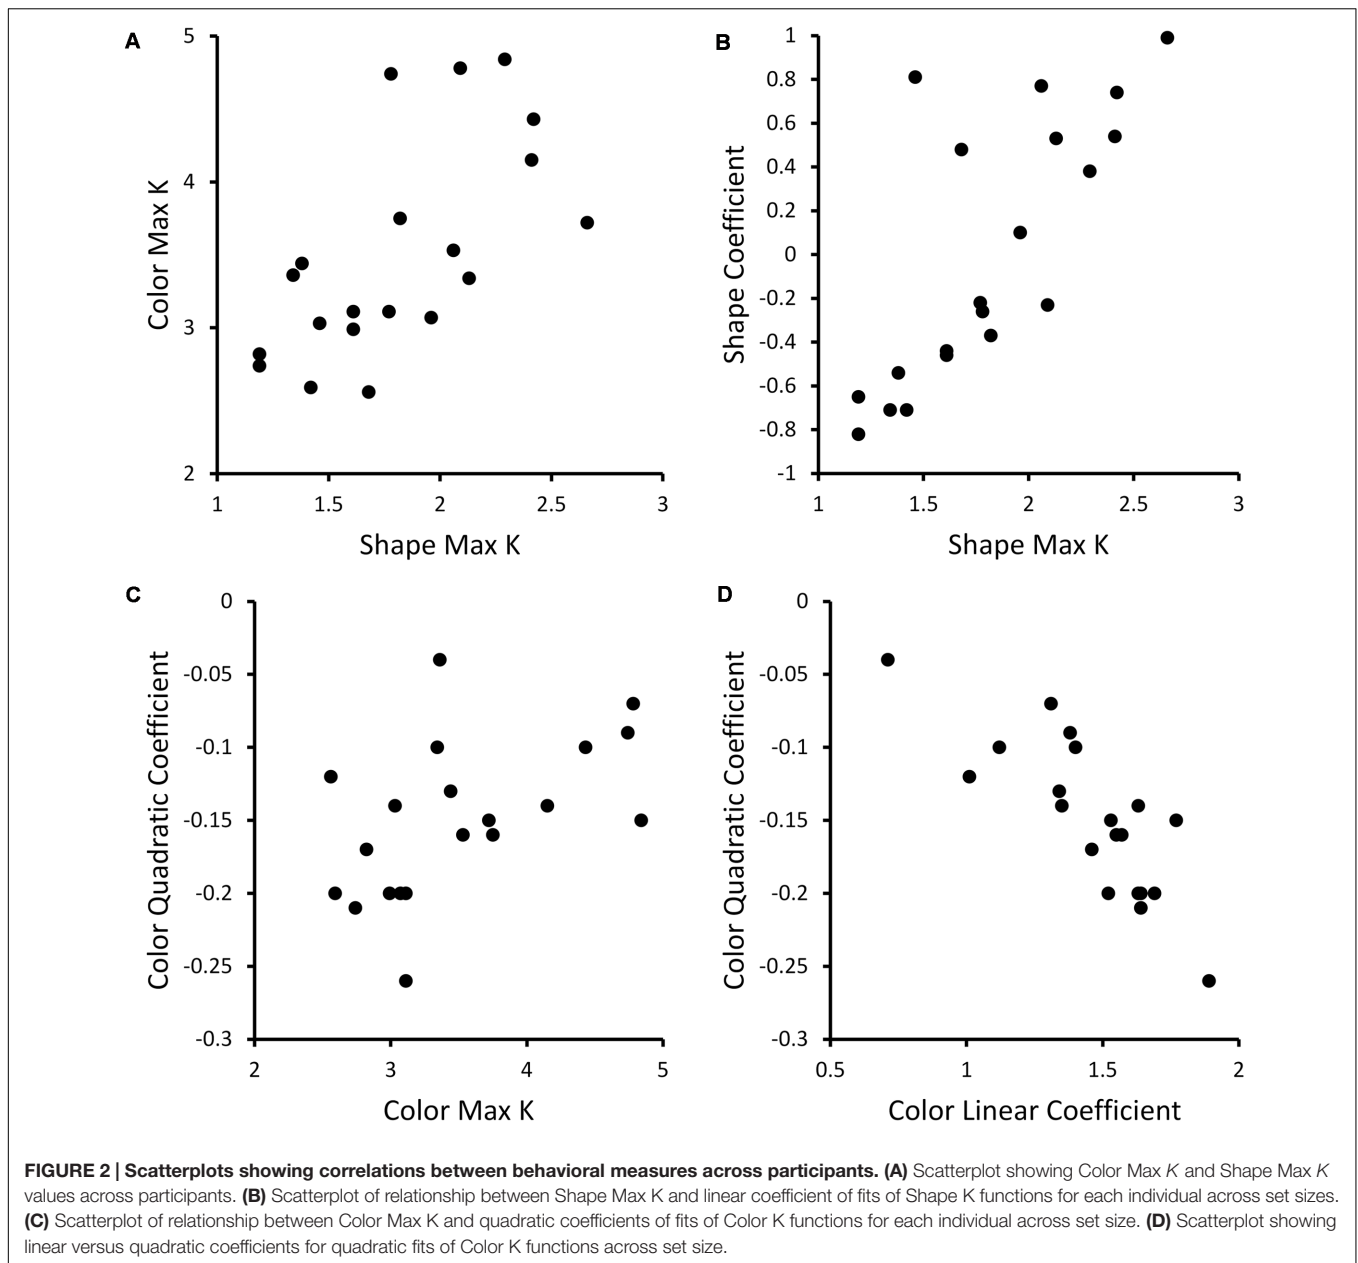 A
5
4
3
2
Color Max K
1
1.5
2
2.5
3
Shape Max K
B
1
0.8
0.6
0.4
0.2
0
-0.2
-0.4
-0.6
-0.8
-1
Shape Coefficient
1
1.5
2
2.5
3
Shape Max K
C
0
-0.05
-0.1
-0.15
-0.2
-0.25
-0.3
Color Quadratic Coefficient
2
3
4
5
Color Max K
D
0
-0.05
-0.1
-0.15
-0.2
-0.25
-0.3
Color Quadratic Coefficient
0.5
1
1.5
2
Color Linear Coefficient
FIGURE 2 | Scatterplots showing correlations between behavioral measures across participants. (A) Scatterplot showing Color Max K and Shape Max K
values across participants. (B) Scatterplot of relationship between Shape Max K and linear coefficient of fits of Shape K functions for each individual across set sizes.
(C) Scatterplot of relationship between Color Max K and quadratic coefficients of fits of Color K functions for each individual across set size. (D) Scatterplot showing
linear versus quadratic coefficients for quadratic fits of Color K functions across set size.